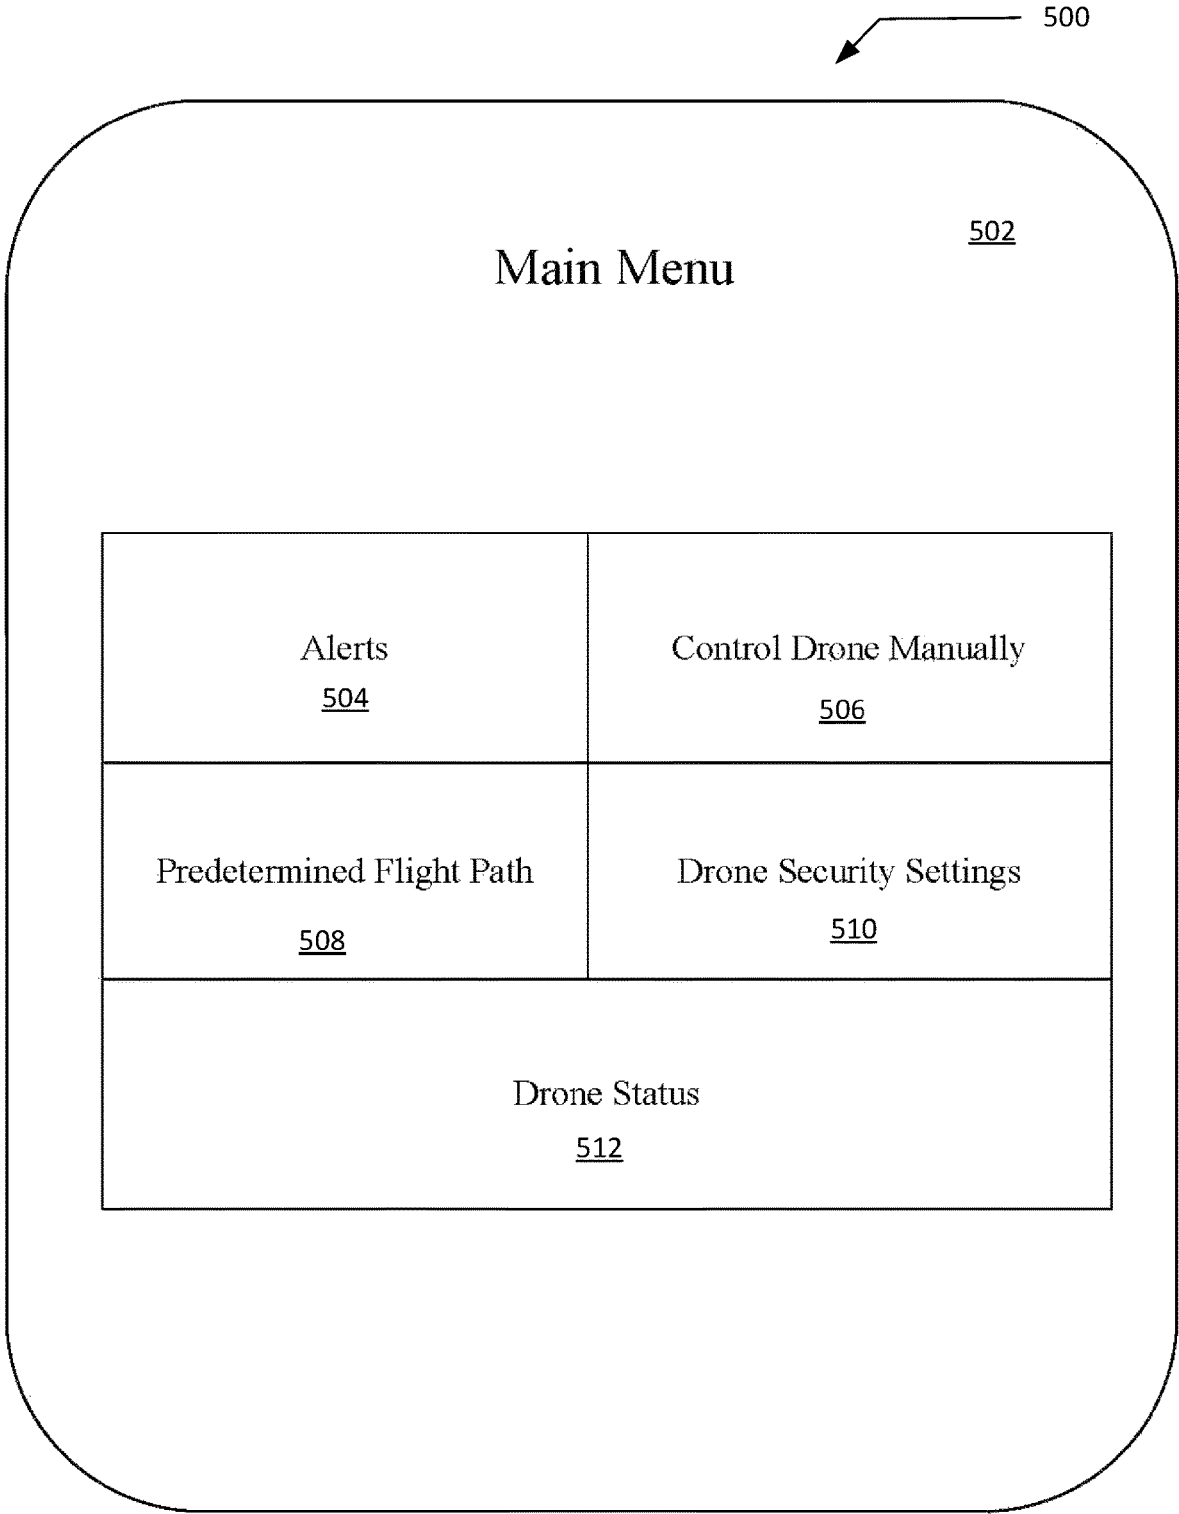 500
502
Main Menu
Alerts
504
Control Drone Manually
506
Predetermined Flight Path
508
Drone Security Settings
510
Drone Status
512